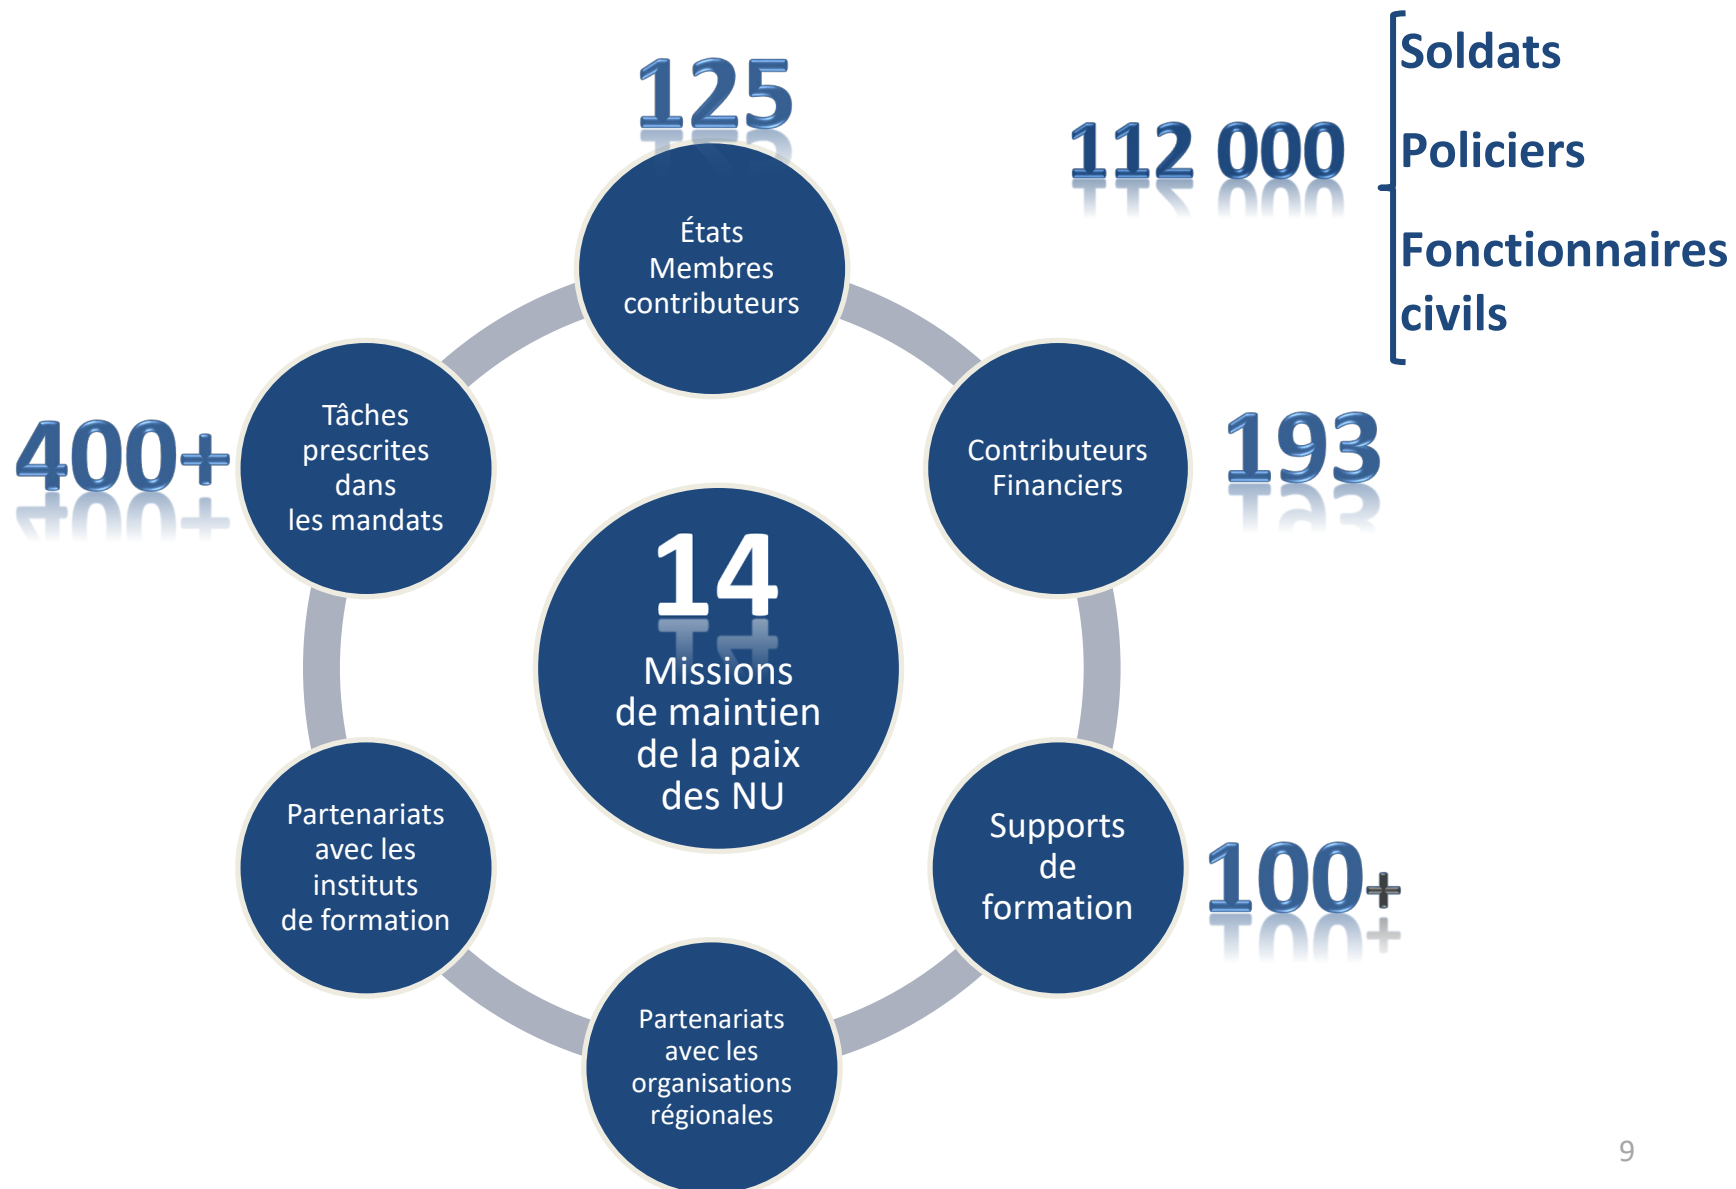 125
États
Membres
contributeurs
112 000
Soldats
Policiers
Fonctionnaires
civils
Contributeurs
Financiers
193
400+
Tâches
prescrites
dans
les mandats
14
Missions
de maintien
de la paix
des NU
Supports
de
formation
100+
Partenariats
avec les
instituts
de formation
Partenariats
avec les
organisations
régionales
9